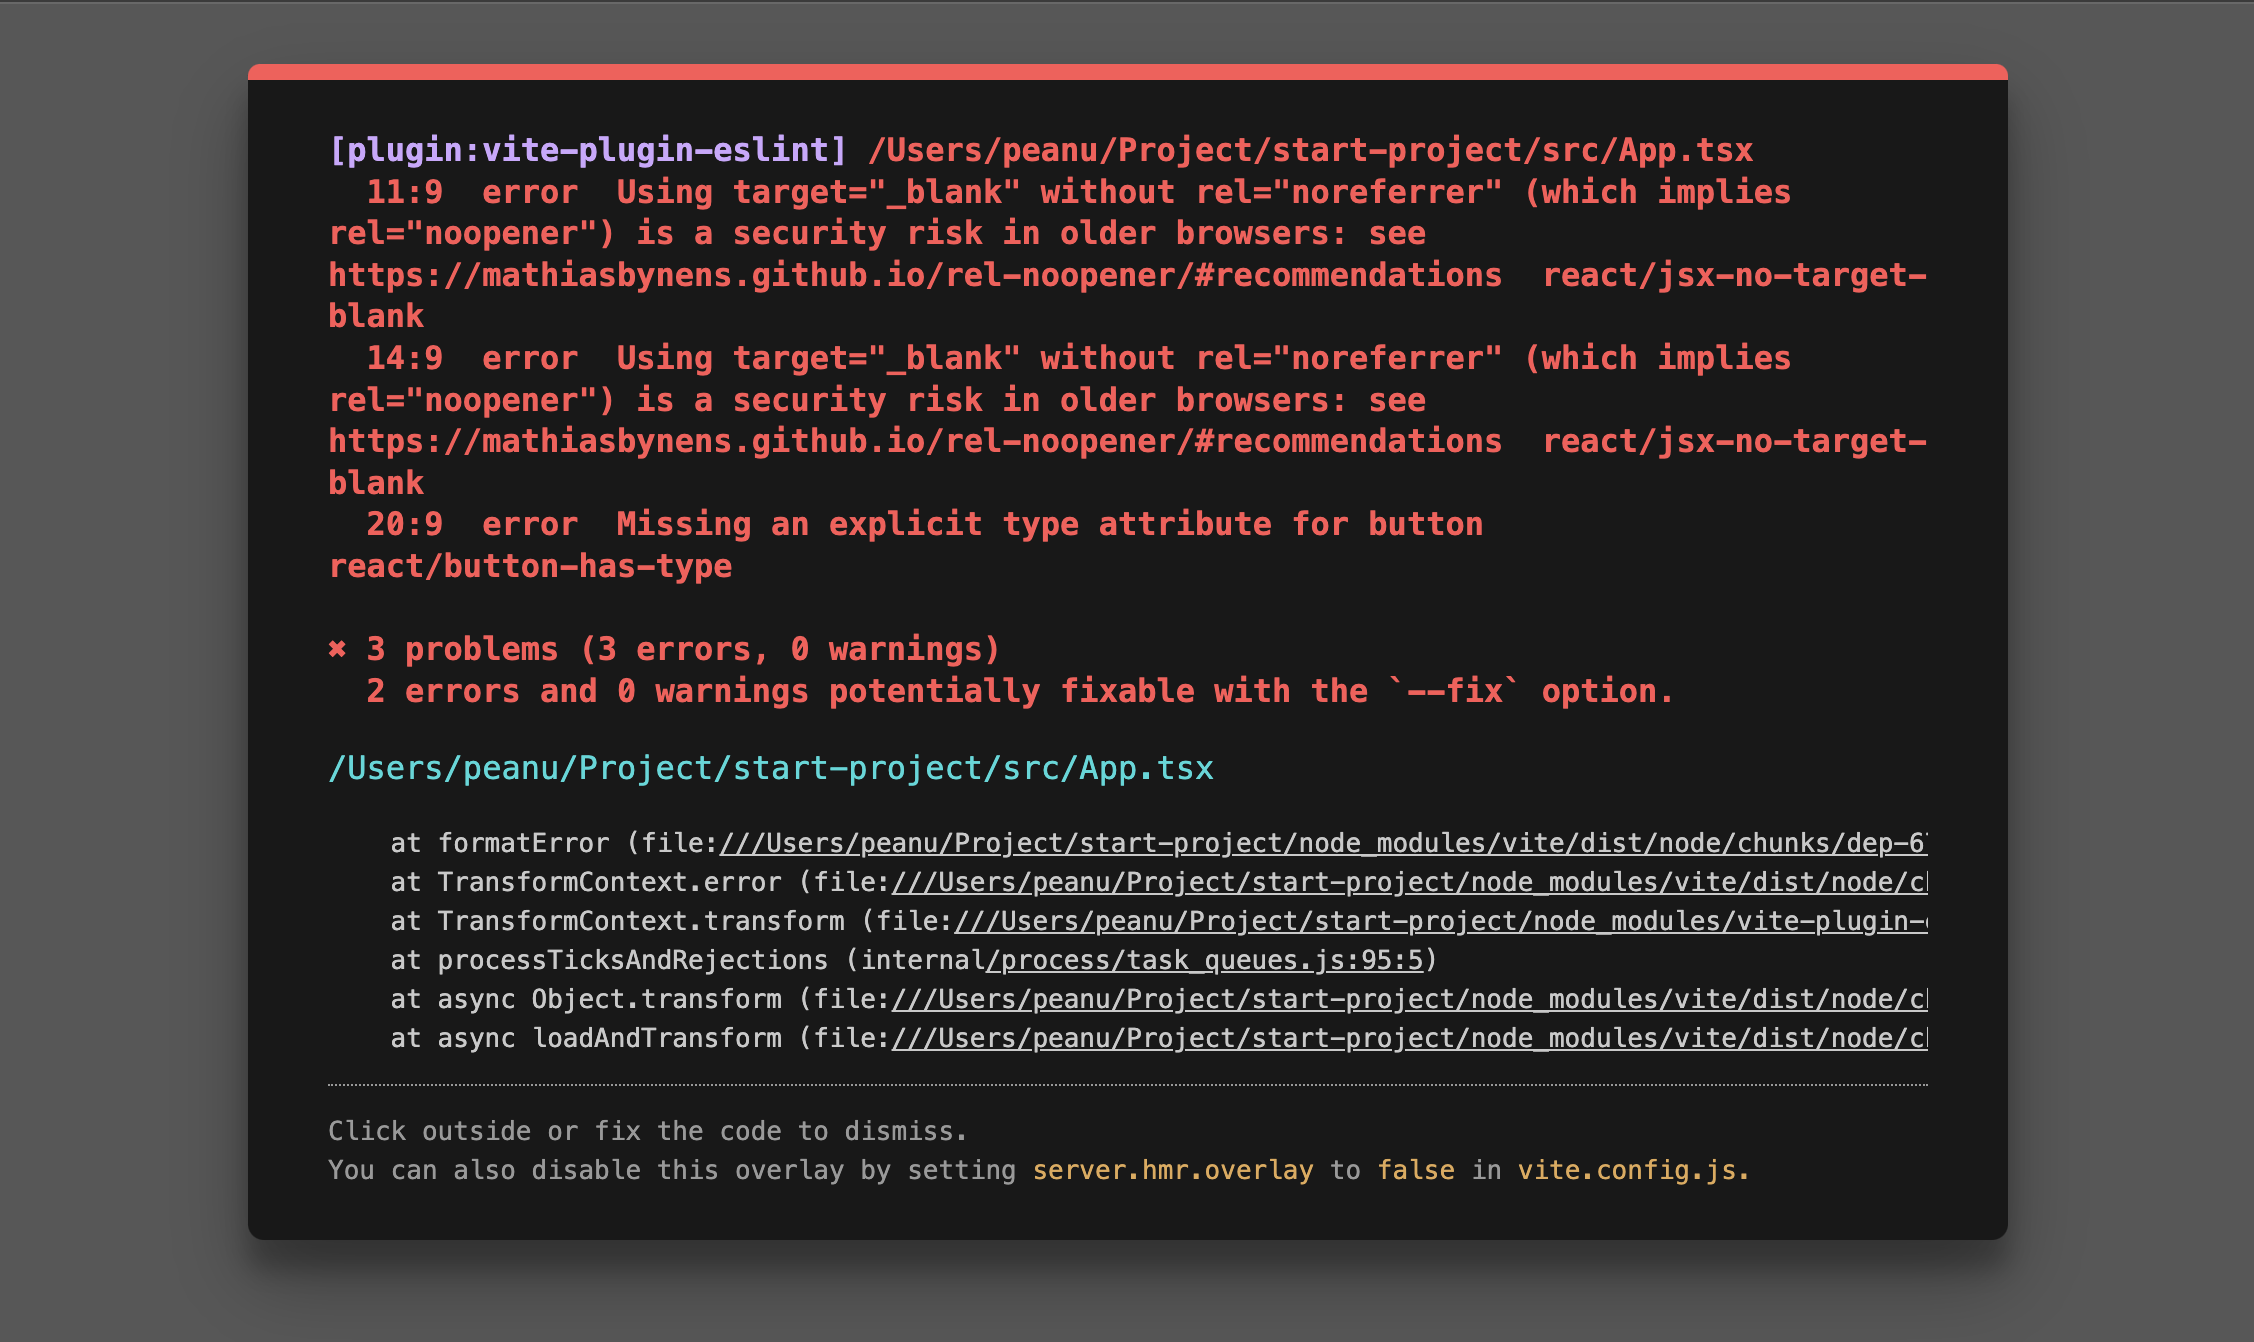 [plugin:vite-plugin-eslint] /Users/peanu/Project/start-project/src/App.tsx
11:9  error  Using target="_blank" without rel="noreferrer" (which implies
rel="noopener") is a security risk in older browsers: see
https://mathiasbynens.github.io/rel-noopener/#recommendations  react/jsx-no-target-
blank
14:9  error  Using target="_blank" without rel="noreferrer" (which implies
rel="noopener") is a security risk in older browsers: see
https://mathiasbynens.github.io/rel-noopener/#recommendations  react/jsx-no-target-
blank
20:9  error  Missing an explicit type attribute for button
react/button-has-type
✖ 3 problems (3 errors, 0 warnings)
2 errors and 0 warnings potentially fixable with the `--fix` option.
/Users/peanu/Project/start-project/src/App.tsx
at formatError (file:///Users/peanu/Project/start-project/node_modules/vite/dist/node/chunks/dep-6
at TransformContext.error (file:///Users/peanu/Project/start-project/node_modules/vite/dist/node/c
at TransformContext.transform (file:///Users/peanu/Project/start-project/node_modules/vite-plugin-
at processTicksAndRejections (internal/process/task_queues.js:95:5)
at async Object.transform (file:///Users/peanu/Project/start-project/node_modules/vite/dist/node/c
at async loadAndTransform (file:///Users/peanu/Project/start-project/node_modules/vite/dist/node/c
Click outside or fix the code to dismiss.
You can also disable this overlay by setting server.hmr.overlay to false in vite.config.js.